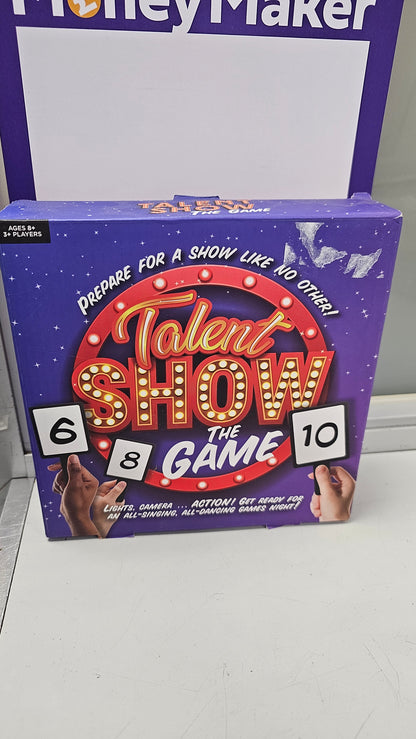 MoneyMaker
TALENT
SHOW
THE GAME
AGES 8+
3+ PLAYERS
PREPARE FOR A SHOW LIKE NO OTHER!
Talent
SHOW
THE
GAME
6
8
10
LIGHTS, CAMERA ... ACTION! GET READY FOR
AN ALL-SINGING, ALL-DANCING GAMES NIGHT!